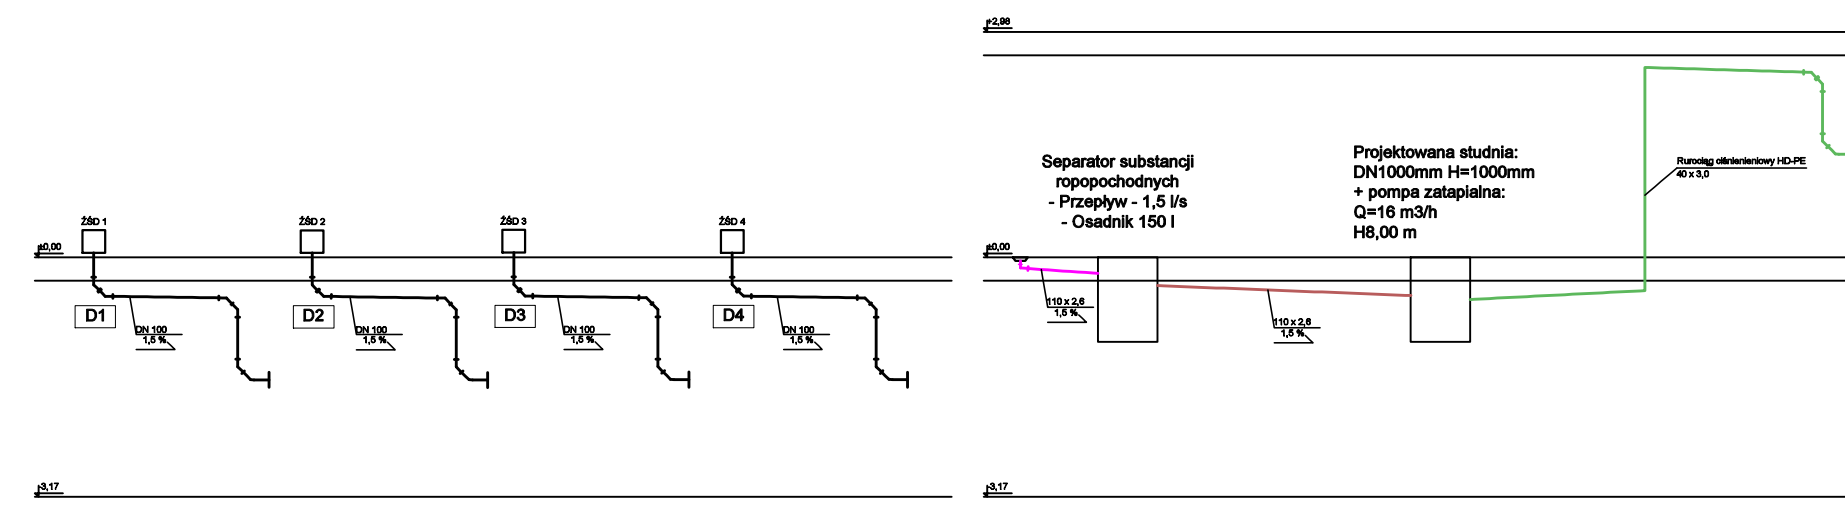 +2,98
Separator substancji
ropopochodnych
- Przepływ - 1,5 l/s
- Osadnik 150 l
Projektowana studnia:
DN1000mm H=1000mm
+ pompa zatapialna:
Q=16 m3/h
H8,00 m
Rurociąg ciśnienieniowy HD-PE
40 x 3,0
ŻŚD 1
ŻŚD 2
ŻŚD 3
ŻŚD 4
±0,00
±0,00
D1
D2
D3
D4
DN 100
1,5 %
DN 100
1,5 %
DN 100
1,5 %
DN 100
1,5 %
110 x 2,6
1,5 %
110 x 2,6
1,5 %
-3,17
-3,17